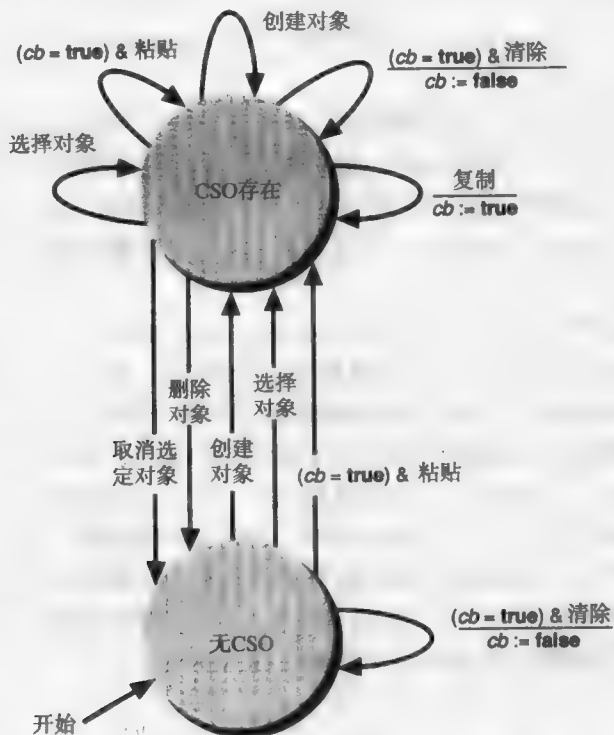 创建对象
(cb = true) & 粘贴
(cb = true) & 清除
cb := false
选择对象
CSO存在
复制
cb := true
删除
对象
选择
对象
取消选
定对象
创建
对象
(cb = true) & 粘贴
(cb = true) & 清除
cb := false
无CSO
开始